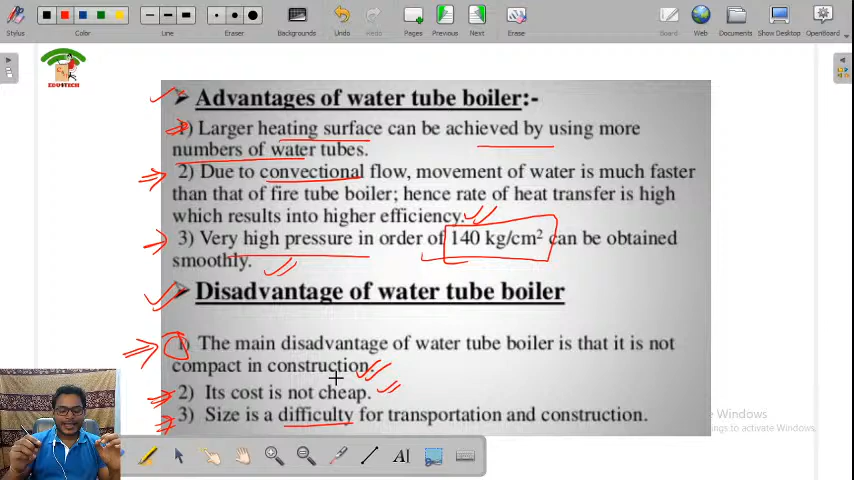 Stylus
Color
Line
Eraser
Backgrounds
Undo
Redo
Pages
Previous
Next
Erase
Board
Web
Documents
Show Desktop
OpenBoard
EDU4TECH
Advantages of water tube boiler:-
1) Larger heating surface can be achieved by using more
numbers of water tubes.
2) Due to convectional flow, movement of water is much faster
than that of fire tube boiler; hence rate of heat transfer is high
which results into higher efficiency.
3) Very high pressure in order of 140 kg/cm² can be obtained
smoothly.
Disadvantage of water tube boiler
1) The main disadvantage of water tube boiler is that it is not
compact in construction.
2) Its cost is not cheap.
3) Size is a difficulty for transportation and construction.
Windows
ings to activate Windows.